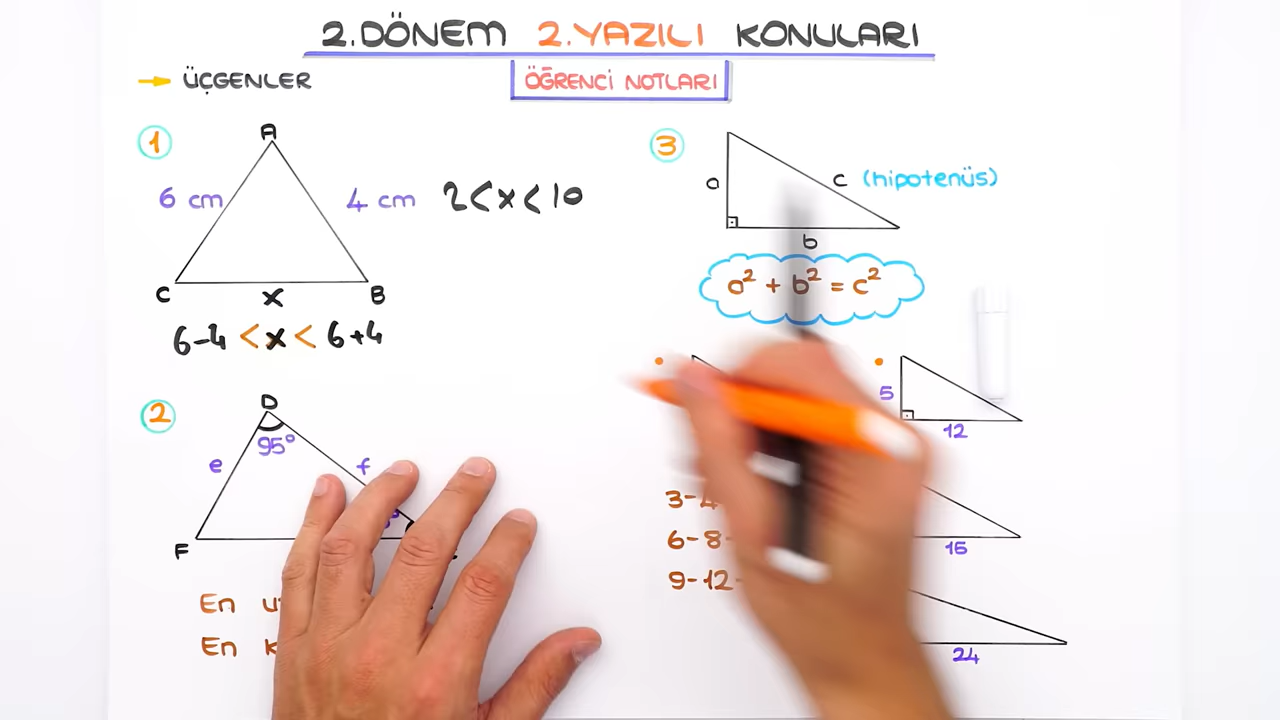 2.DÖNEM 2.YAZILI KONULARI
→ ÜÇGENLER
ÖĞRENCİ NOTLARI
1
A
6 cm
4 cm
2<x<10
C
x
B
6-4 < x < 6+4
2
D
95°
e
f
F
En
En
3
a
c (hipotenüs)
b
a² + b² = c²
5
12
3-4
6-8-
9-12-
24